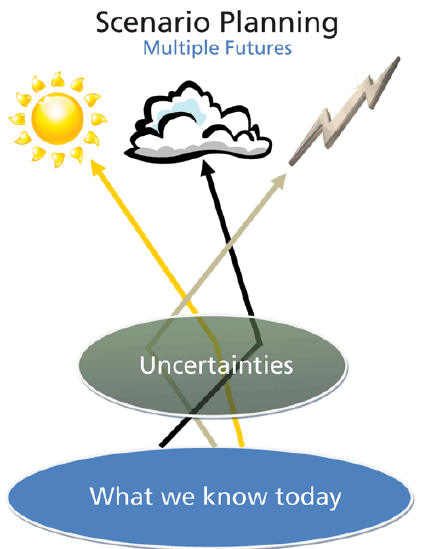 Scenario Planning
Multiple Futures
Uncertainties
What we know today